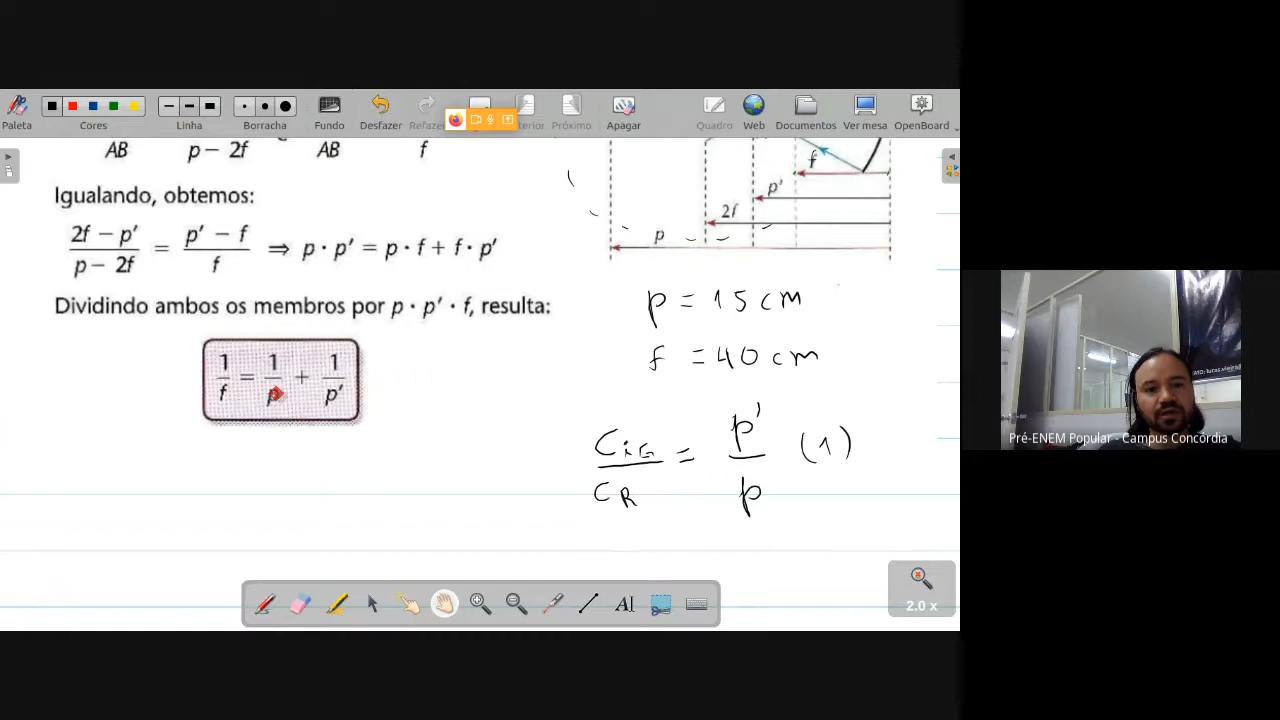 Paleta Cores Linha Borracha Fundo Desfazer Refazer Próximo Apagar Quadro Web Documentos Ver mesa OpenBoard
AB p − 2f AB f
Igualando, obtemos:
2f − p′ / p − 2f = p′ − f / f ⇒ p · p′ = p · f + f · p′
Dividindo ambos os membros por p · p′ · f, resulta:
1/f = 1/p + 1/p′
f
p′
2f
p
p = 15 cm
f = 40 cm
CiG / CR = p′ / p (1)
2.0 x
Pré-ENEM Popular - Campus Concórdia